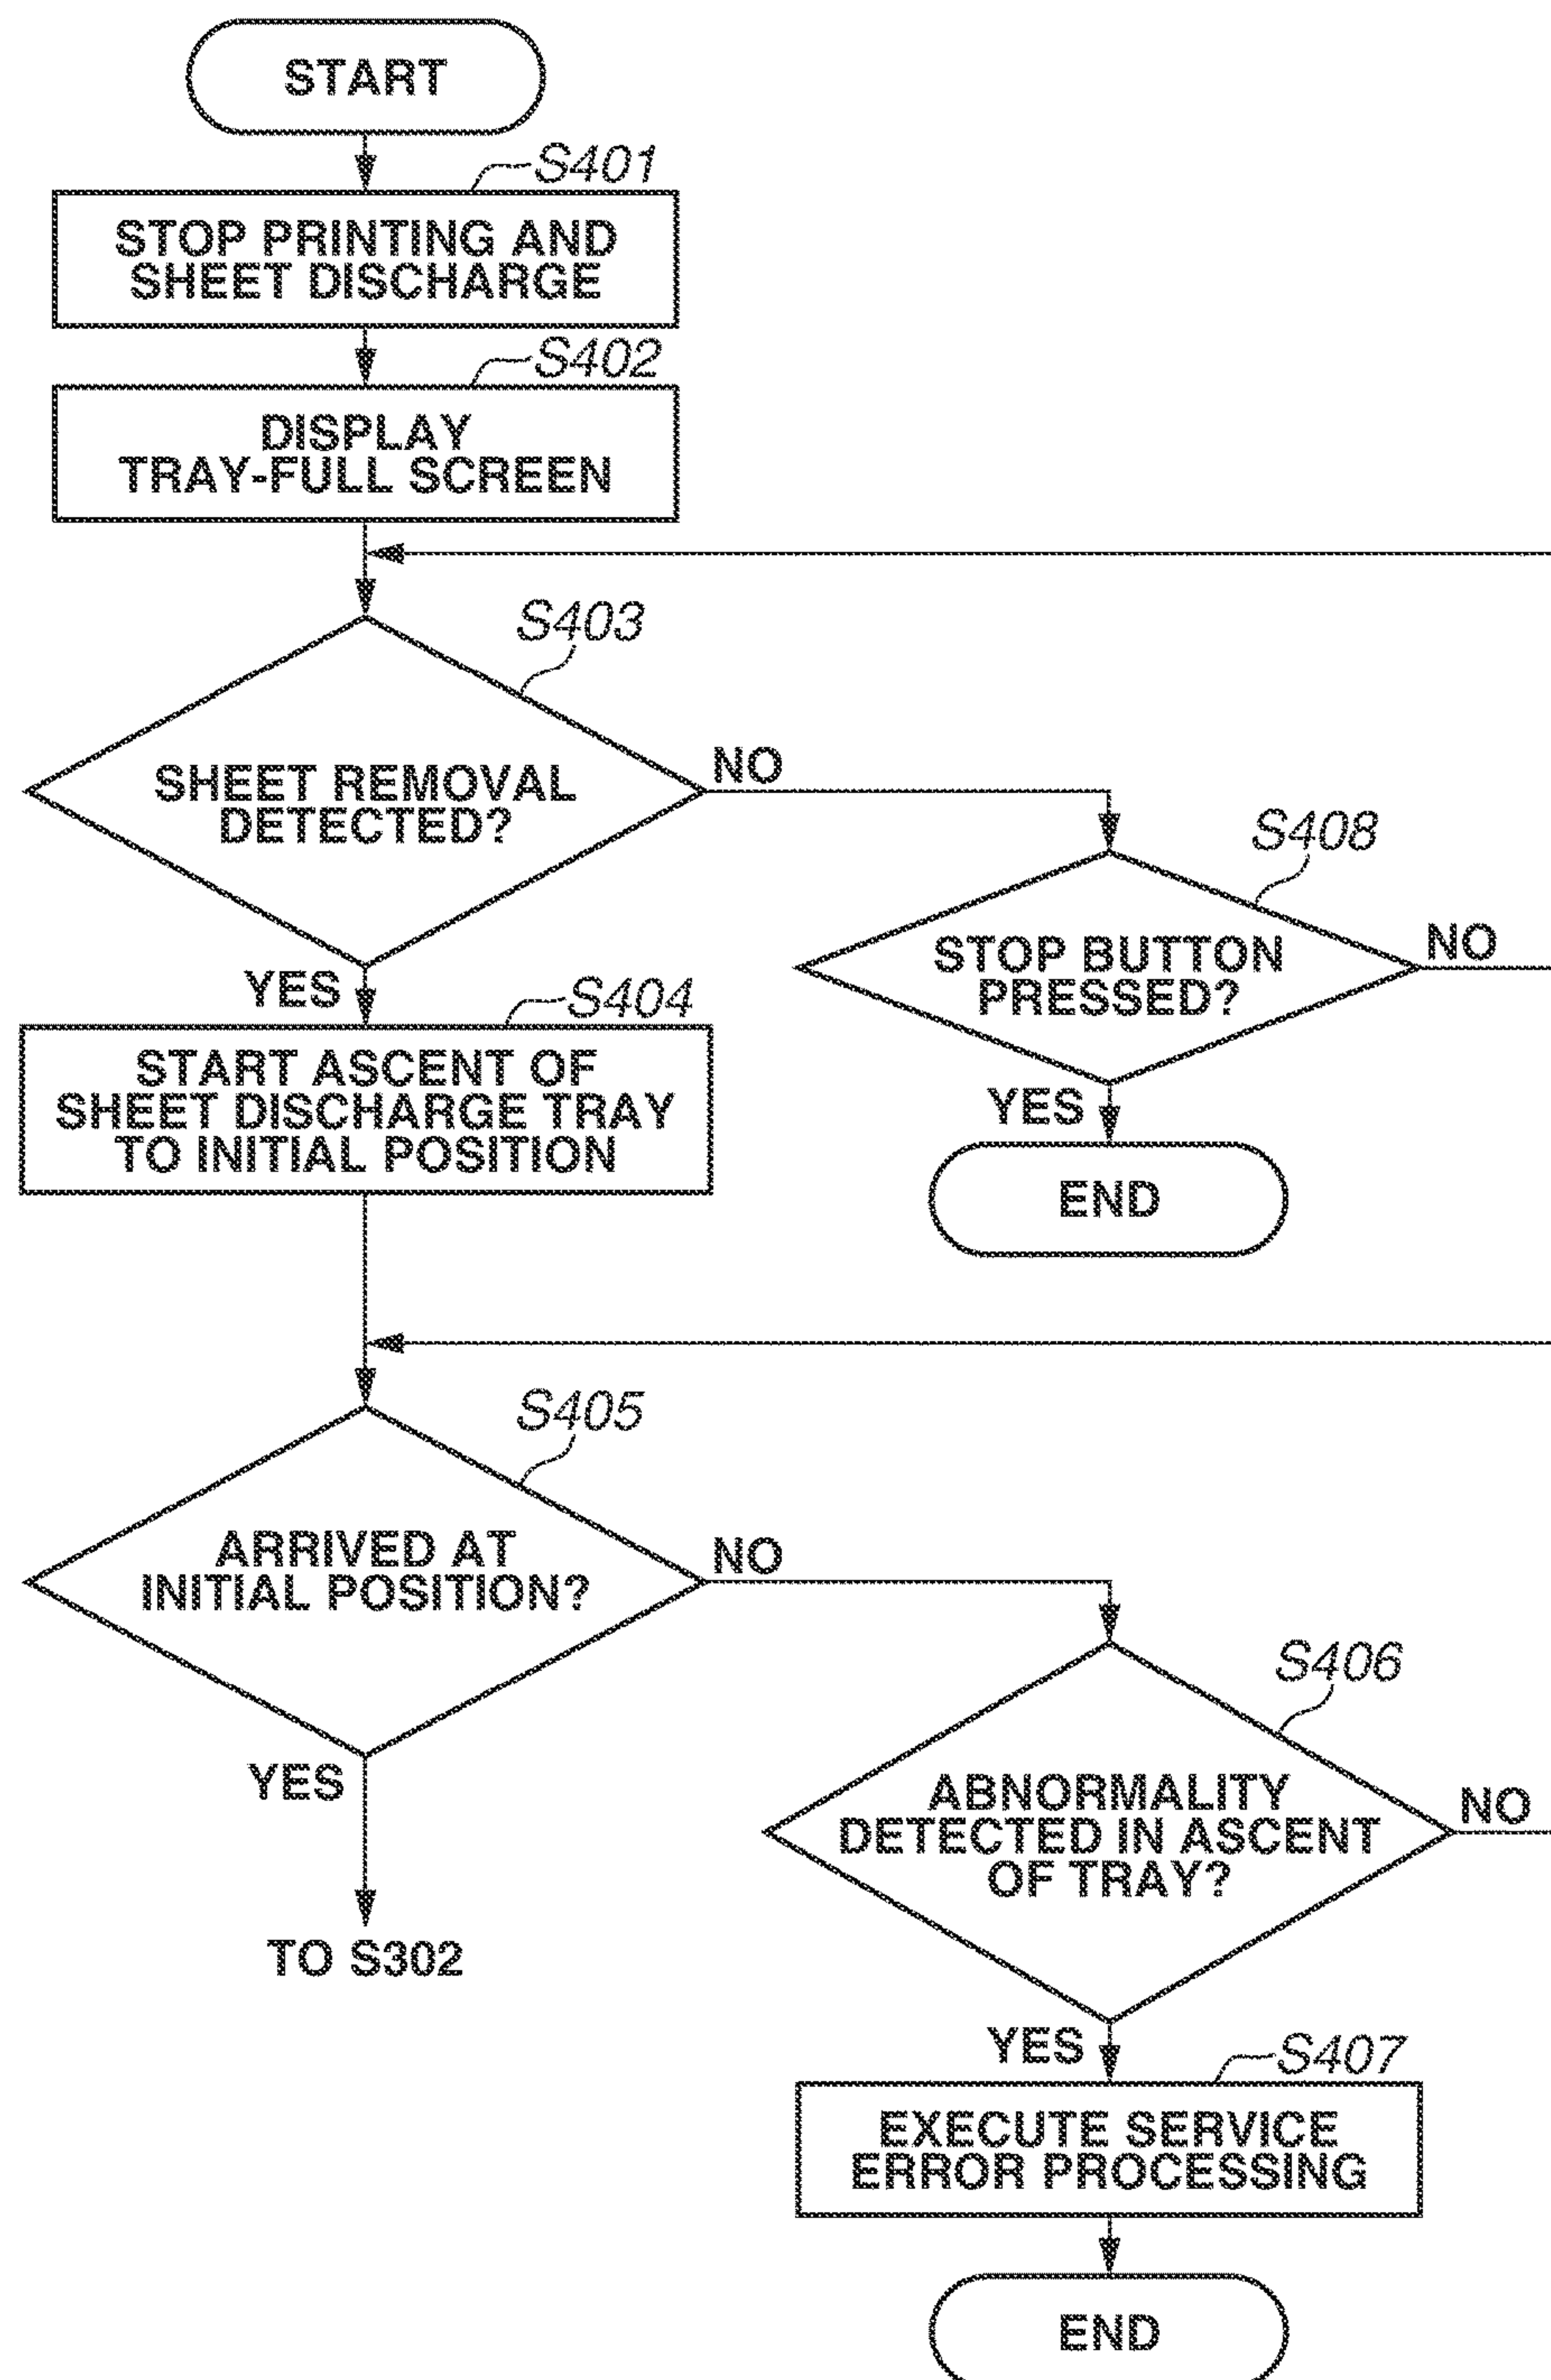 START
S401
STOP PRINTING AND
SHEET DISCHARGE
S402
DISPLAY
TRAY-FULL SCREEN
S403
SHEET REMOVAL
DETECTED?
NO
YES
S408
STOP BUTTON
PRESSED?
NO
YES
END
S404
START ASCENT OF
SHEET DISCHARGE TRAY
TO INITIAL POSITION
S405
ARRIVED AT
INITIAL POSITION?
NO
YES
TO S302
S406
ABNORMALITY
DETECTED IN ASCENT
OF TRAY?
NO
YES
S407
EXECUTE SERVICE
ERROR PROCESSING
END